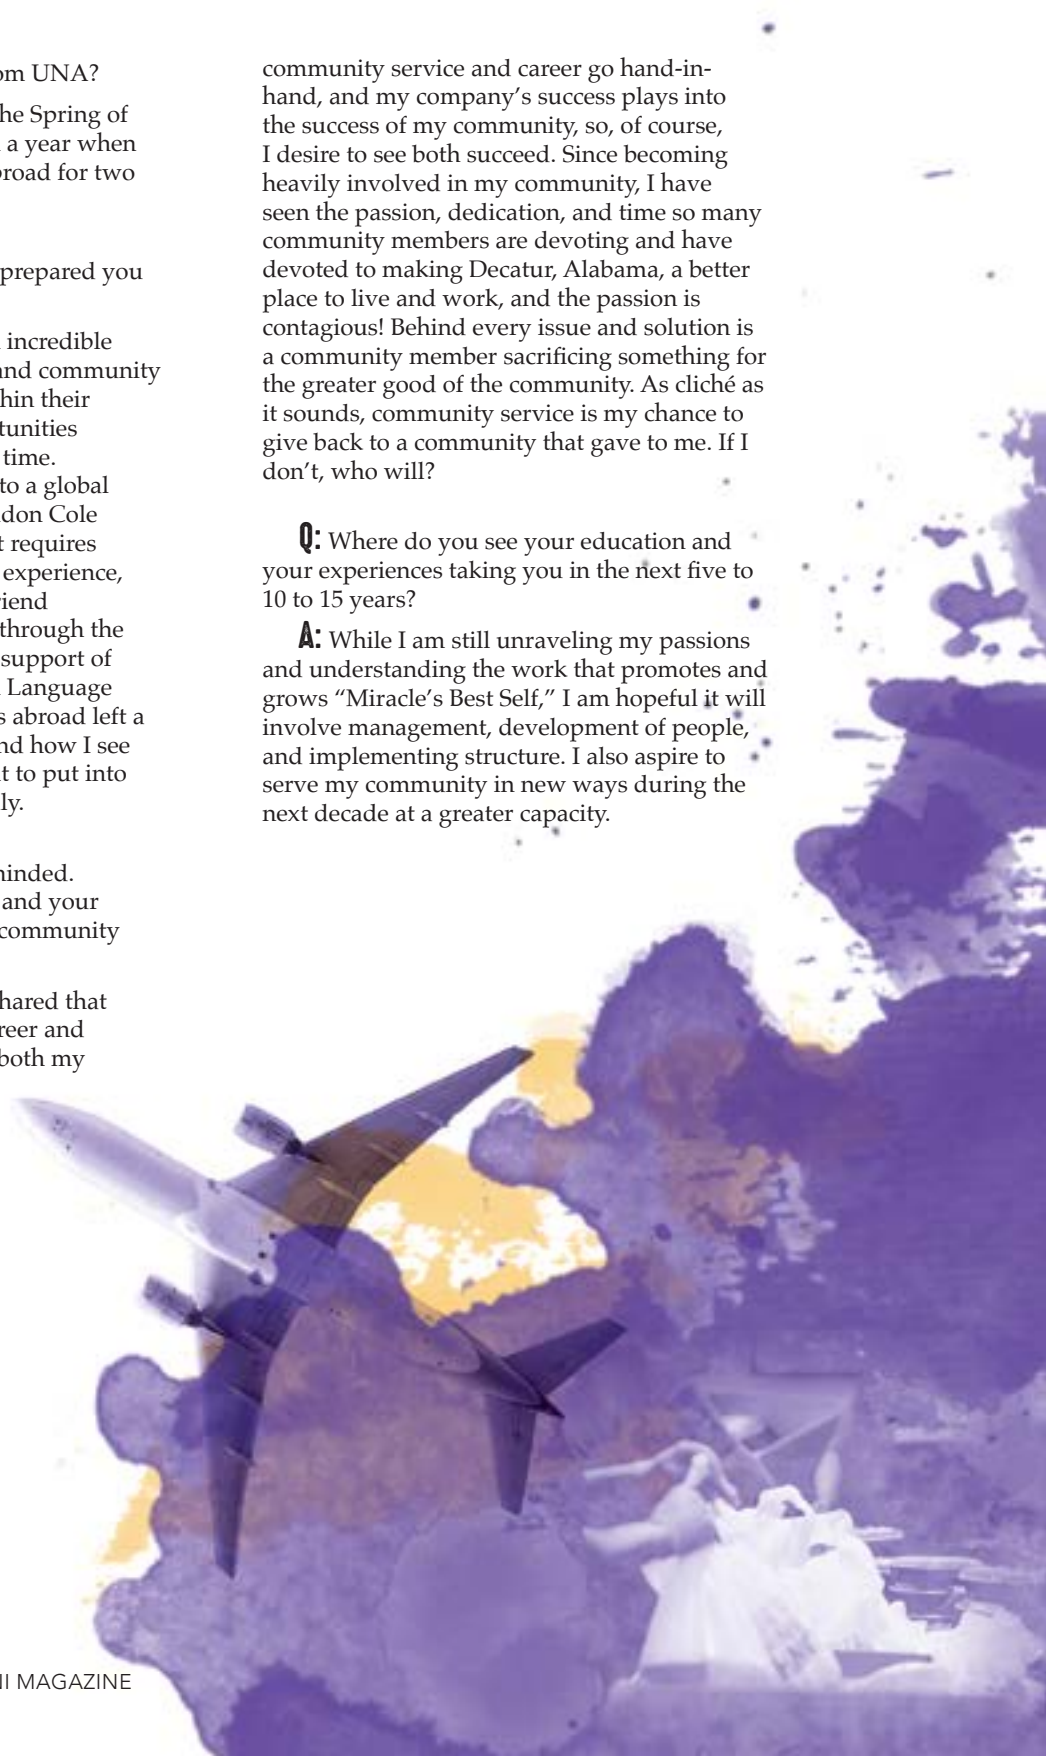 om UNA?
he Spring of
a year when
broad for two
prepared you
incredible
and community
hin their
tunities
time.
to a global
don Cole
t requires
experience,
iend
through the
support of
Language
s abroad left a
nd how I see
t to put into
ly.
minded.
and your
community
hared that
reer and
both my
community service and career go hand-in-
hand, and my company’s success plays into
the success of my community, so, of course,
I desire to see both succeed. Since becoming
heavily involved in my community, I have
seen the passion, dedication, and time so many
community members are devoting and have
devoted to making Decatur, Alabama, a better
place to live and work, and the passion is
contagious! Behind every issue and solution is
a community member sacrificing something for
the greater good of the community. As cliché as
it sounds, community service is my chance to
give back to a community that gave to me. If I
don’t, who will?
Q: Where do you see your education and
your experiences taking you in the next five to
10 to 15 years?
A: While I am still unraveling my passions
and understanding the work that promotes and
grows “Miracle’s Best Self,” I am hopeful it will
involve management, development of people,
and implementing structure. I also aspire to
serve my community in new ways during the
next decade at a greater capacity.
NI MAGAZINE